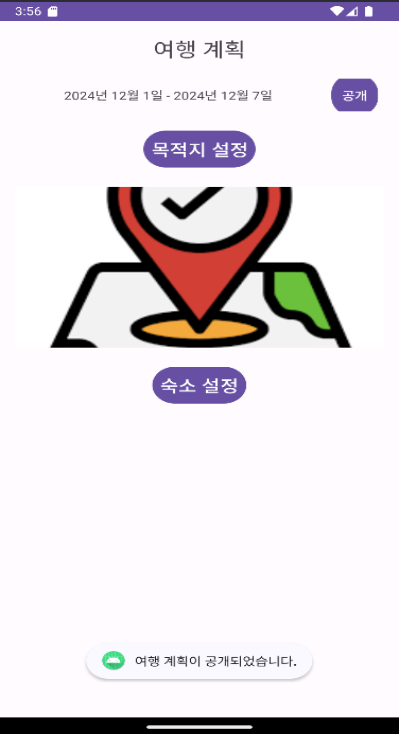 3:56
여행 계획
2024년 12월 1일 - 2024년 12월 7일
공개
목적지 설정
숙소 설정
여행 계획이 공개되었습니다.